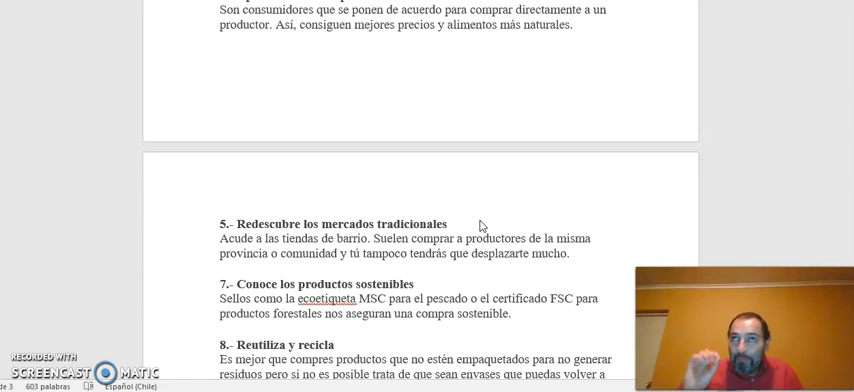 Son consumidores que se ponen de acuerdo para comprar directamente a un
productor. Así, consiguen mejores precios y alimentos más naturales.
5.- Redescubre los mercados tradicionales
Acude a las tiendas de barrio. Suelen comprar a productores de la misma
provincia o comunidad y tú tampoco tendrás que desplazarte mucho.
7.- Conoce los productos sostenibles
Sellos como la ecoetiqueta MSC para el pescado o el certificado FSC para
productos forestales nos aseguran una compra sostenible.
8.- Reutiliza y recicla
Es mejor que compres productos que no estén empaquetados para no generar
residuos pero si no es posible trata de que sean envases que puedas volver a
RECORDED WITH
SCREENCAST MATIC
de 3 603 palabras Español (Chile)